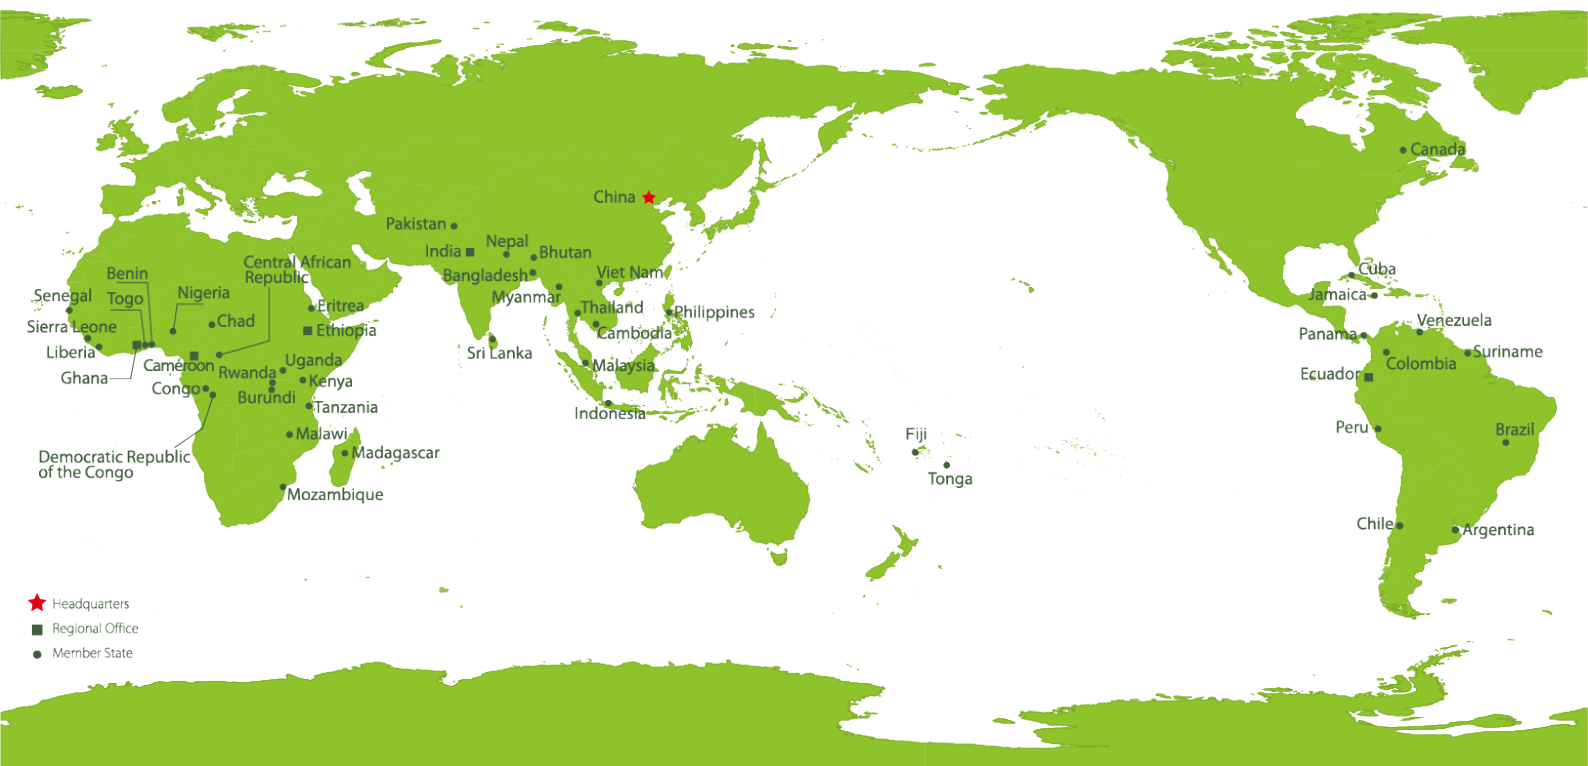 Canada
China
Pakistan
Nepal
India
Bhutan
Central African
Republic
Benin
Bangladesh
Viet Nam
Cuba
Senegal
Togo
Nigeria
Myanmar
Jamaica
Eritrea
Thailand
Philippines
Chad
Venezuela
Sierra Leone
Ethiopia
Cambodia
Panama
Liberia
Sri Lanka
Suriname
Caméroon
Uganda
Malaysia
Colombia
Ghana
Rwanda
Ecuador
Congo
Kenya
Burundi
Tanzania
Indonesia
Peru
Brazil
Malawi
Fiji
Madagascar
Democratic Republic
of the Congo
Tonga
Mozambique
Chile
Argentina
Headquarters
Regional Office
Member State